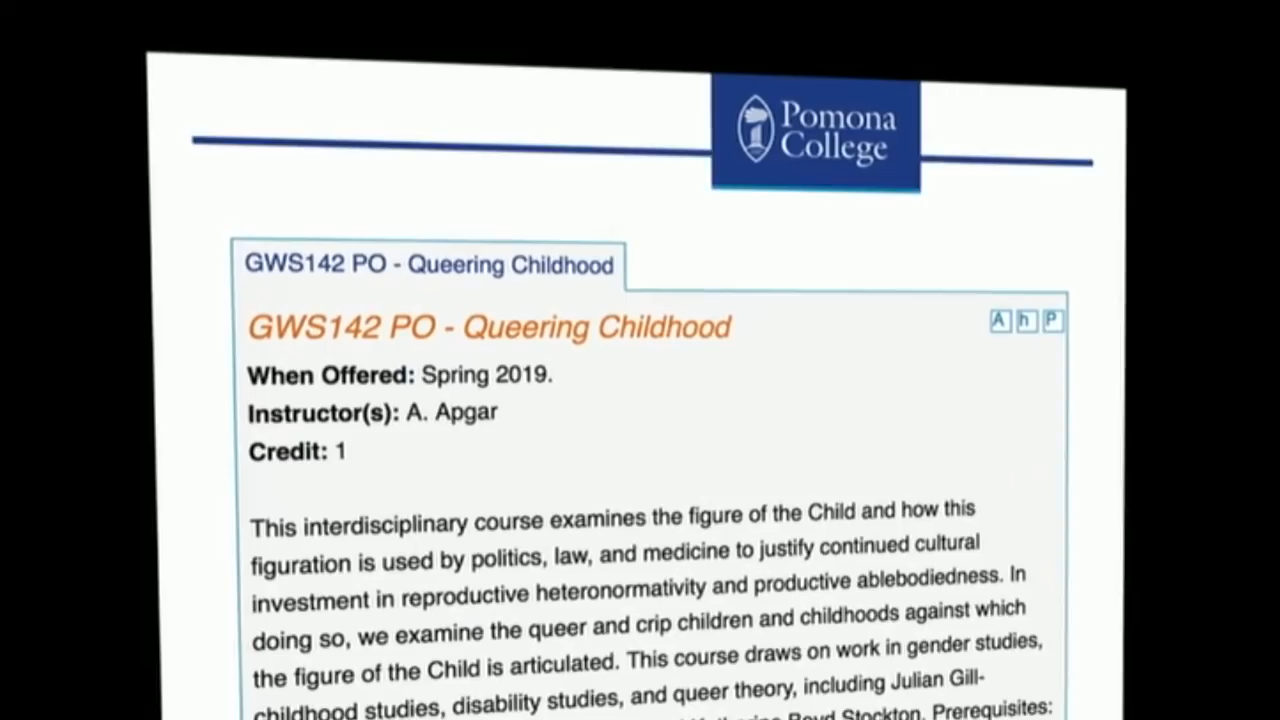 Pomona
College
GWS142 PO - Queering Childhood
GWS142 PO - Queering Childhood
A h P
When Offered: Spring 2019.
Instructor(s): A. Apgar
Credit: 1
This interdisciplinary course examines the figure of the Child and how this
figuration is used by politics, law, and medicine to justify continued cultural
investment in reproductive heteronormativity and productive ablebodiedness. In
doing so, we examine the queer and crip children and childhoods against which
the figure of the Child is articulated. This course draws on work in gender studies,
childhood studies, disability studies, and queer theory, including Julian Gill-
Stockton. Prerequisites: